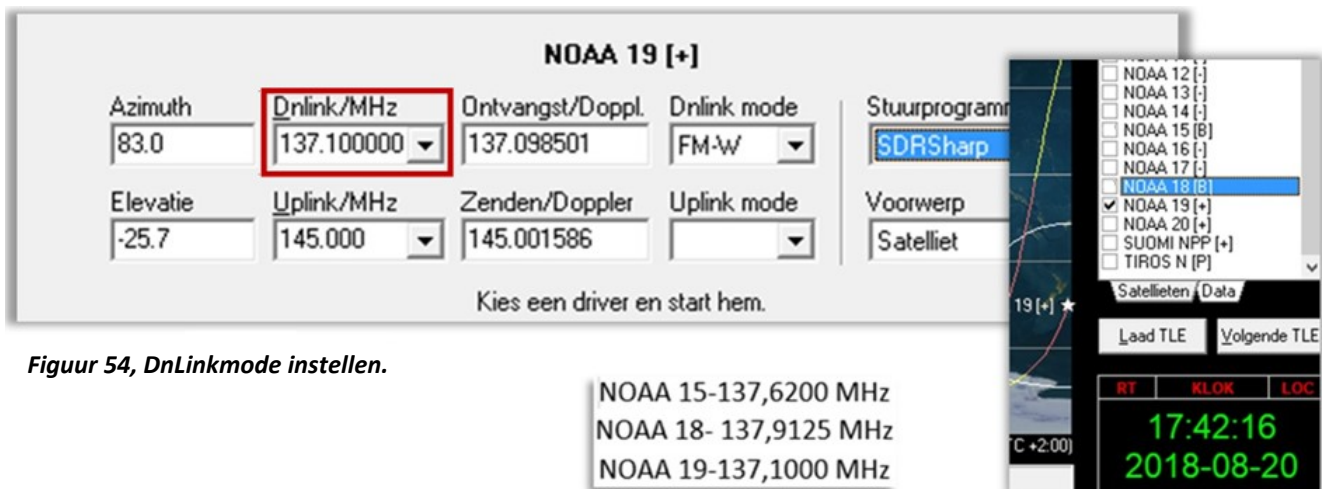 NOAA 19 [+]
Azimuth
Dnlink/MHz
Ontvangst/Doppl.
Dnlink mode
83.0
137.100000
137.098501
FM-W
Elevatie
Uplink/MHz
Zenden/Doppler
Uplink mode
-25.7
145.000
145.001586
Stuurprogramm
SDRSharp
Voorwerp
Satelliet
Kies een driver en start hem.
NOAA 12 [-]
NOAA 13 [-]
NOAA 14 [-]
NOAA 15 [B]
NOAA 16 [-]
NOAA 17 [-]
NOAA 18 [B]
NOAA 19 [+]
NOAA 20 [+]
SUOMI NPP [+]
TIROS N [P]
Satellieten Data
19 [+]
Laad TLE
Volgende TLE
RT KLOK LOC
17:42:16
2018-08-20
TC +2:00)
Figuur 54, DnLinkmode instellen.
NOAA 15-137,6200 MHz
NOAA 18- 137,9125 MHz
NOAA 19-137,1000 MHz